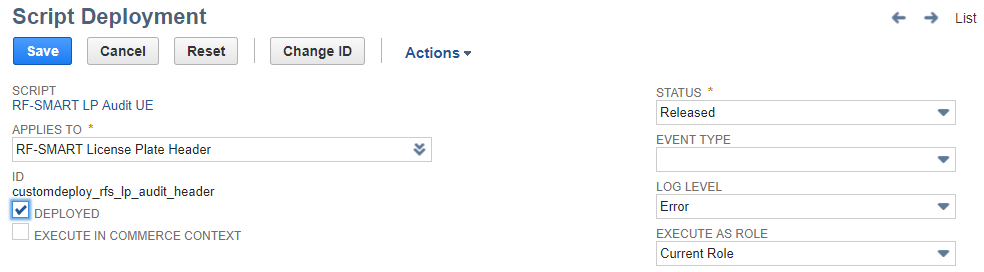 Script Deployment
List
Save
Cancel
Reset
Change ID
Actions
SCRIPT
RF-SMART LP Audit UE
APPLIES TO *
RF-SMART License Plate Header
ID
customdeploy_rfs_lp_audit_header
DEPLOYED
EXECUTE IN COMMERCE CONTEXT
STATUS *
Released
EVENT TYPE
LOG LEVEL
Error
EXECUTE AS ROLE
Current Role